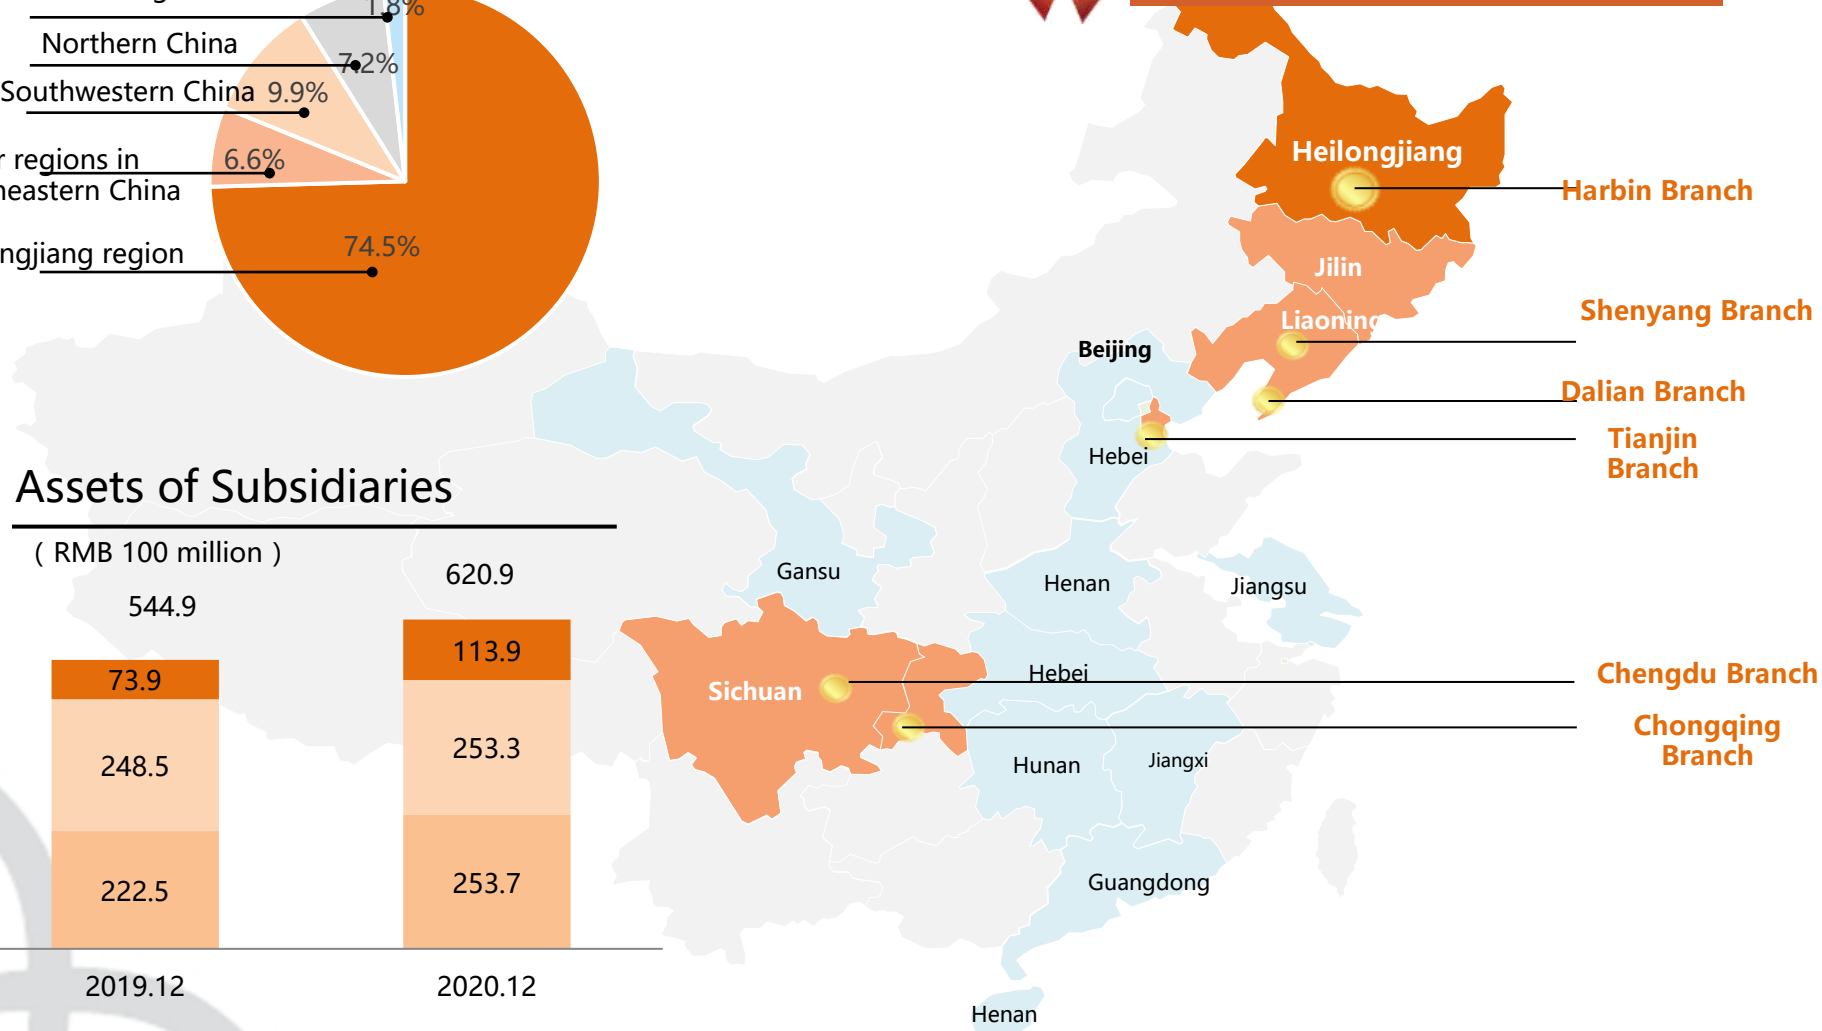 1.8%
Northern China
7.2%
Southwestern China
9.9%
regions in
6.6%
China
region
74.5%
Heilongjiang
Harbin Branch
Jilin
Liaoning
Shenyang Branch
Beijing
Dalian Branch
Tianjin
Branch
Hebei
Assets of Subsidiaries
( RMB 100 million )
544.9
620.9
73.9
113.9
248.5
253.3
222.5
253.7
2019.12
2020.12
Gansu
Henan
Jiangsu
Sichuan
Hebei
Chengdu Branch
Chongqing
Branch
Hunan
Jiangxi
Guangdong
Henan